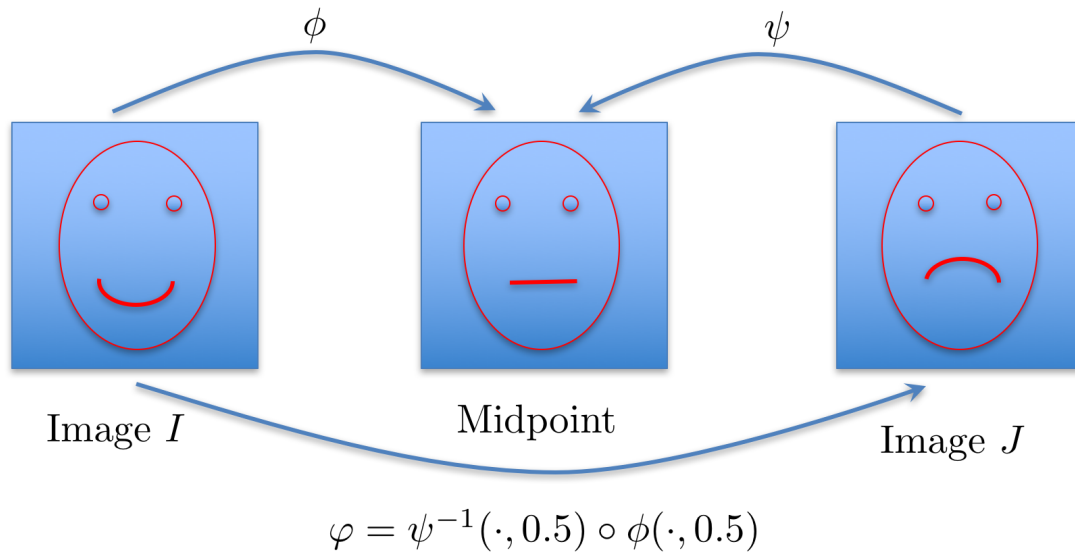 ϕ
ψ
Image I
Midpoint
Image J
φ = ψ⁻¹(·, 0.5) ∘ ϕ(·, 0.5)